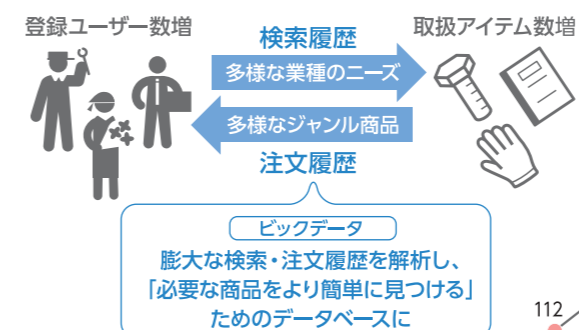 登録ユーザー数増
検索履歴
取扱アイテム数増
多様な業種のニーズ
多様なジャンル商品
注文履歴
ビックデータ
膨大な検索・注文履歴を解析し、
「必要な商品をより簡単に見つける」
ためのデータベースに
112